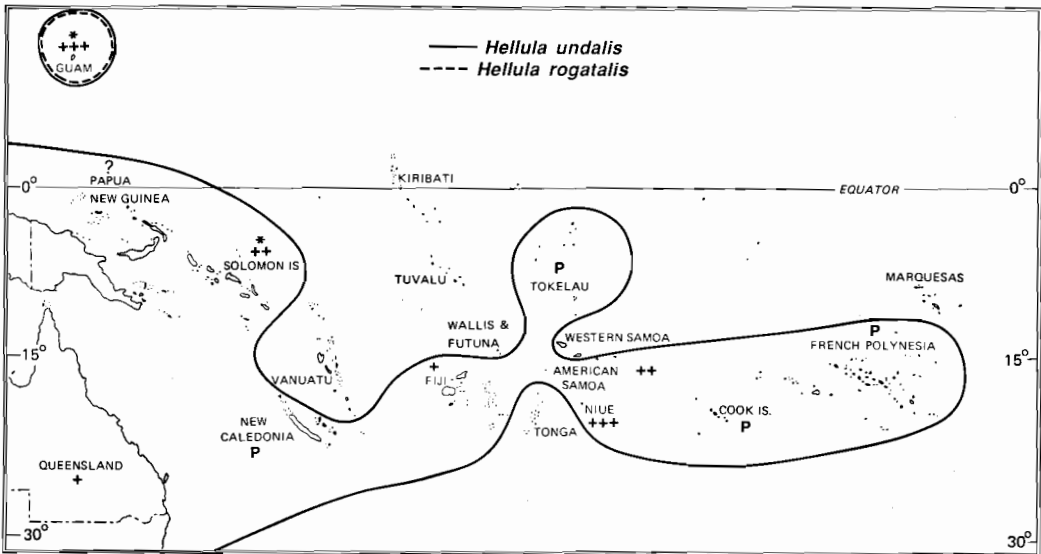 *
+++
GUAM
Hellula undalis
Hellula rogatalis
?
PAPUA
NEW GUINEA
0°
KIRIBATI
EQUATOR
0°
*
++
SOLOMON IS
TUVALU
P
TOKELAU
MARQUESAS
WALLIS &
FUTUNA
WESTERN SAMOA
P
FRENCH POLYNESIA
15°
VANUATU
+
FIJI
AMERICAN
SAMOA
++
15°
NEW
CALEDONIA
P
TONGA
NIUE
+++
COOK IS.
P
QUEENSLAND
+
30°
30°